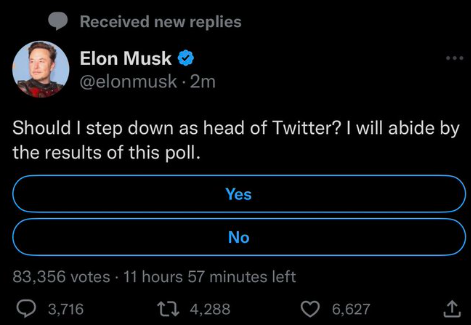 Received new replies
Elon Musk
@elonmusk · 2m
Should I step down as head of Twitter? I will abide by
the results of this poll.
Yes
No
83,356 votes · 11 hours 57 minutes left
3,716 4,288 6,627